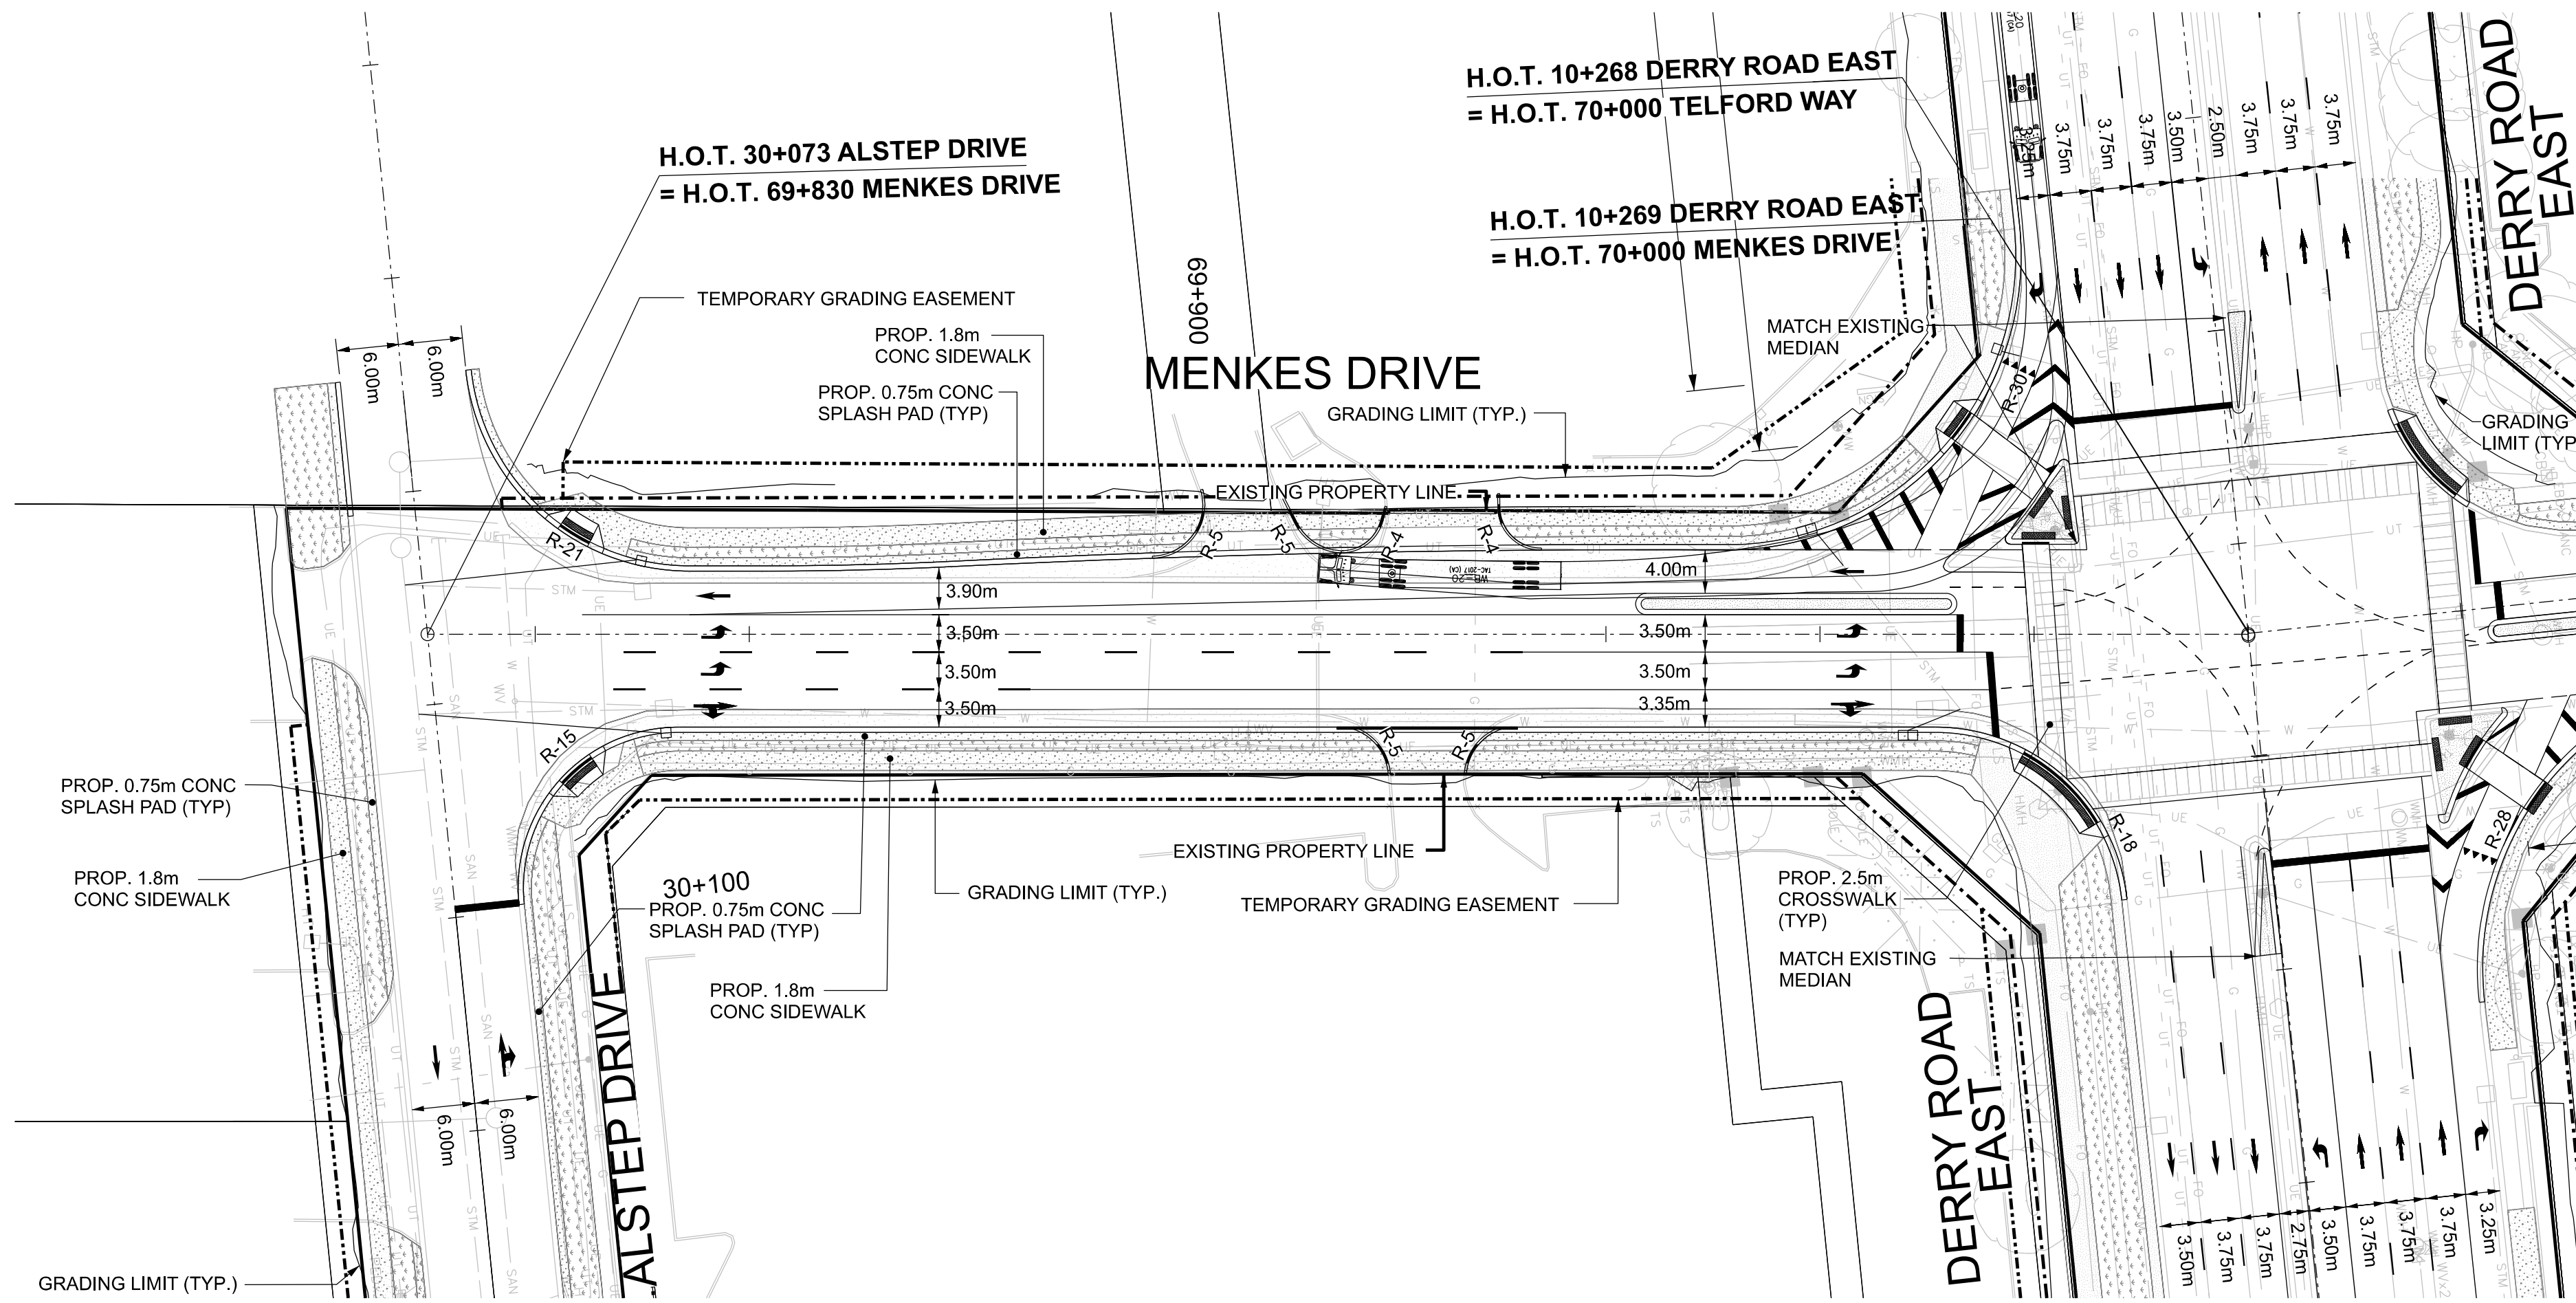 H.O.T. 10+268 DERRY ROAD EAST
= H.O.T. 70+000 TELFORD WAY
H.O.T. 30+073 ALSTEP DRIVE
= H.O.T. 69+830 MENKES DRIVE
H.O.T. 10+269 DERRY ROAD EAST
= H.O.T. 70+000 MENKES DRIVE
DERRY ROAD
EAST
3.25m
3.75m
3.75m
3.75m
3.50m
2.50m
3.75m
3.75m
3.75m
TEMPORARY GRADING EASEMENT
PROP. 1.8m
CONC SIDEWALK
PROP. 0.75m CONC
SPLASH PAD (TYP)
69+900
MENKES DRIVE
GRADING LIMIT (TYP.)
MATCH EXISTING
MEDIAN
6.00m
6.00m
R-30
GRADING
LIMIT (TYP
EXISTING PROPERTY LINE
R-21
R-5
R-5
R-4
R-4
WB-20
TAC-2017 (CA)
3.90m
3.50m
3.50m
3.50m
4.00m
3.50m
3.50m
3.35m
R-15
R-5
R-5
R-18
R-28
PROP. 0.75m CONC
SPLASH PAD (TYP)
PROP. 1.8m
CONC SIDEWALK
30+100
PROP. 0.75m CONC
SPLASH PAD (TYP)
PROP. 1.8m
CONC SIDEWALK
GRADING LIMIT (TYP.)
EXISTING PROPERTY LINE
TEMPORARY GRADING EASEMENT
PROP. 2.5m
CROSSWALK
(TYP)
MATCH EXISTING
MEDIAN
ALSTEP DRIVE
6.00m
6.00m
DERRY ROAD
EAST
3.50m
3.75m
3.75m
2.75m
3.50m
3.75m
3.75m
3.75m
3.25m
GRADING LIMIT (TYP.)